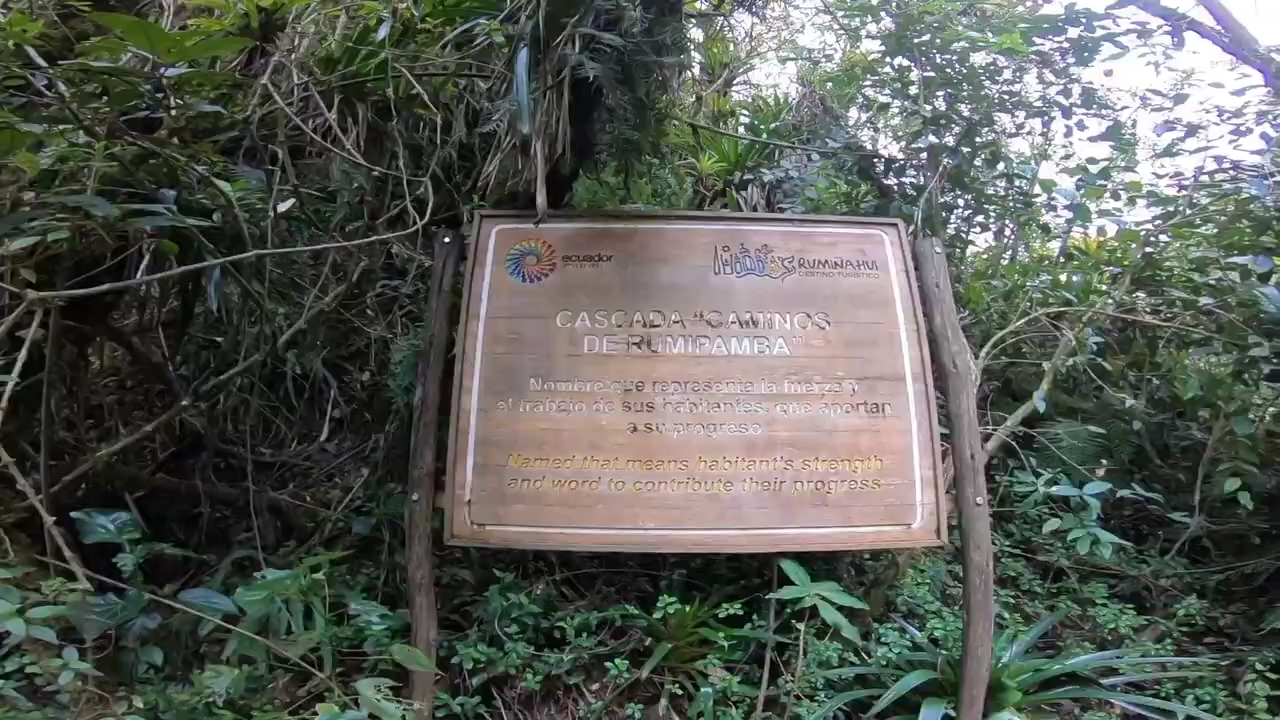 ecuador
RUMIÑAHUI
DESTINO TURÍSTICO
CASCADA "CAMINOS
DE RUMIPAMBA"
Nombre que representa la fuerza y
el trabajo de sus habitantes, que aportan
a su progreso
Named that means habitant's strength
and word to contribute their progress